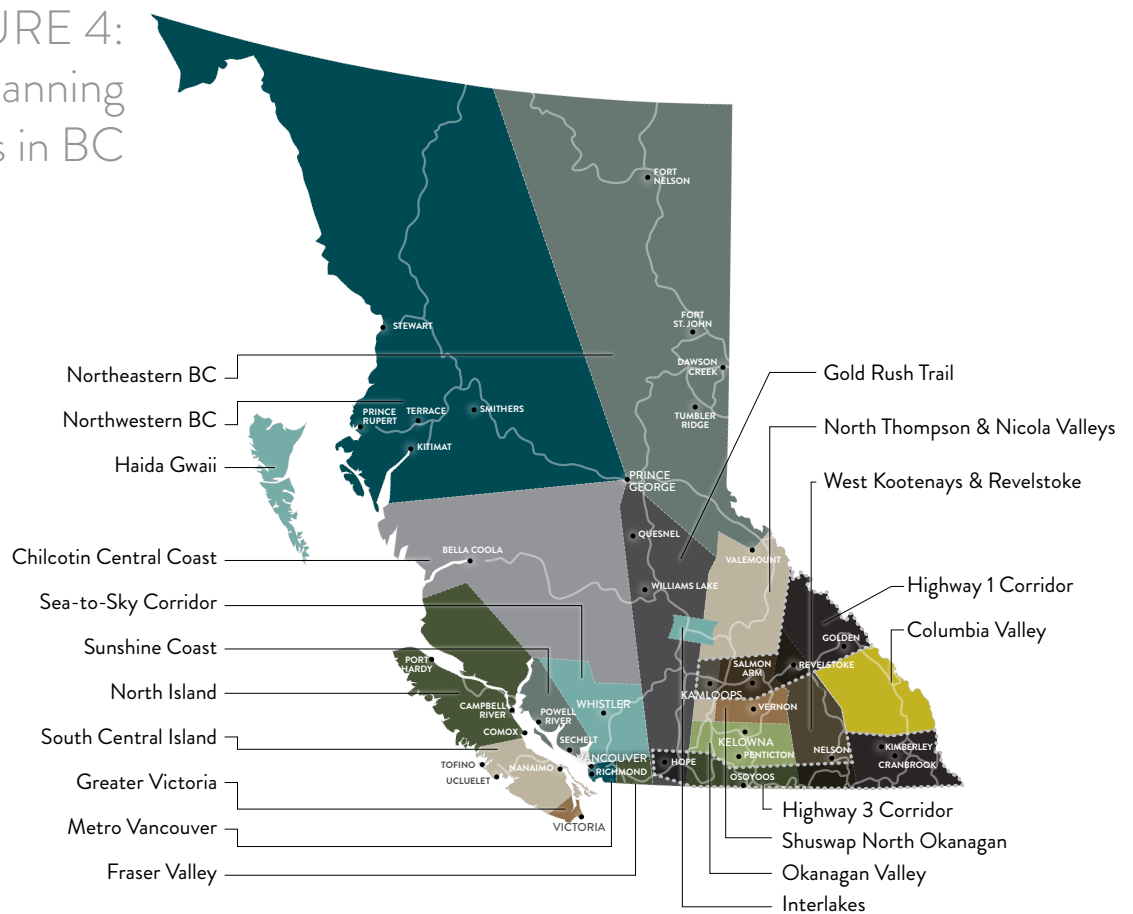 URE 4:
anning
s in BC
FORT
NELSON
FORT
ST. JOHN
DAWSON
CREEK
TUMBLER
RIDGE
STEWART
PRINCE
RUPERT
TERRACE
SMITHERS
KITIMAT
PRINCE
GEORGE
QUESNEL
BELLA COOLA
WILLIAMS LAKE
VALEMOUNT
GOLDEN
REVELSTOKE
SALMON
ARM
KAMLOOPS
VERNON
KELOWNA
PENTICTON
OSOYOOS
NELSON
KIMBERLEY
CRANBROOK
HOPE
PORT
HARDY
CAMPBELL
RIVER
COMOX
POWELL
RIVER
SECHELT
WHISTLER
VANCOUVER
RICHMOND
NANAIMO
TOFINO
UCLUELET
VICTORIA
Northeastern BC
Northwestern BC
Haida Gwaii
Chilcotin Central Coast
Sea-to-Sky Corridor
Sunshine Coast
North Island
South Central Island
Greater Victoria
Metro Vancouver
Fraser Valley
Gold Rush Trail
North Thompson & Nicola Valleys
West Kootenays & Revelstoke
Highway 1 Corridor
Columbia Valley
Highway 3 Corridor
Shuswap North Okanagan
Okanagan Valley
Interlakes